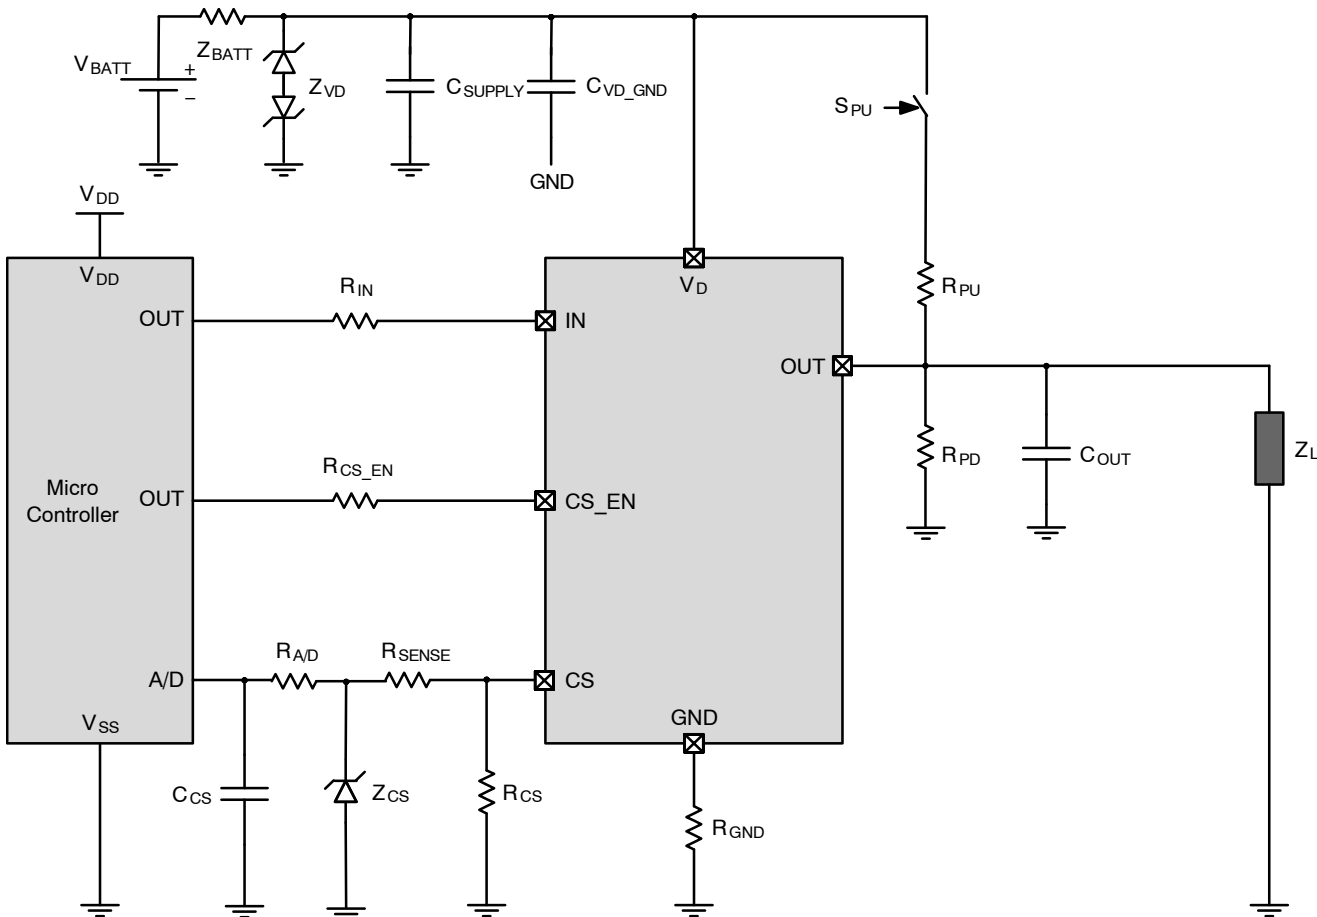 ZBATT
VBATT
+
−
ZVD
CSUPPLY
CVD_GND
GND
SPU
VDD
VDD
VD
RIN
RPU
OUT
IN
OUT
RCS_EN
RPD
COUT
ZL
Micro
Controller
OUT
CS_EN
RA/D
RSENSE
A/D
CS
VSS
GND
CCS
ZCS
RCS
RGND